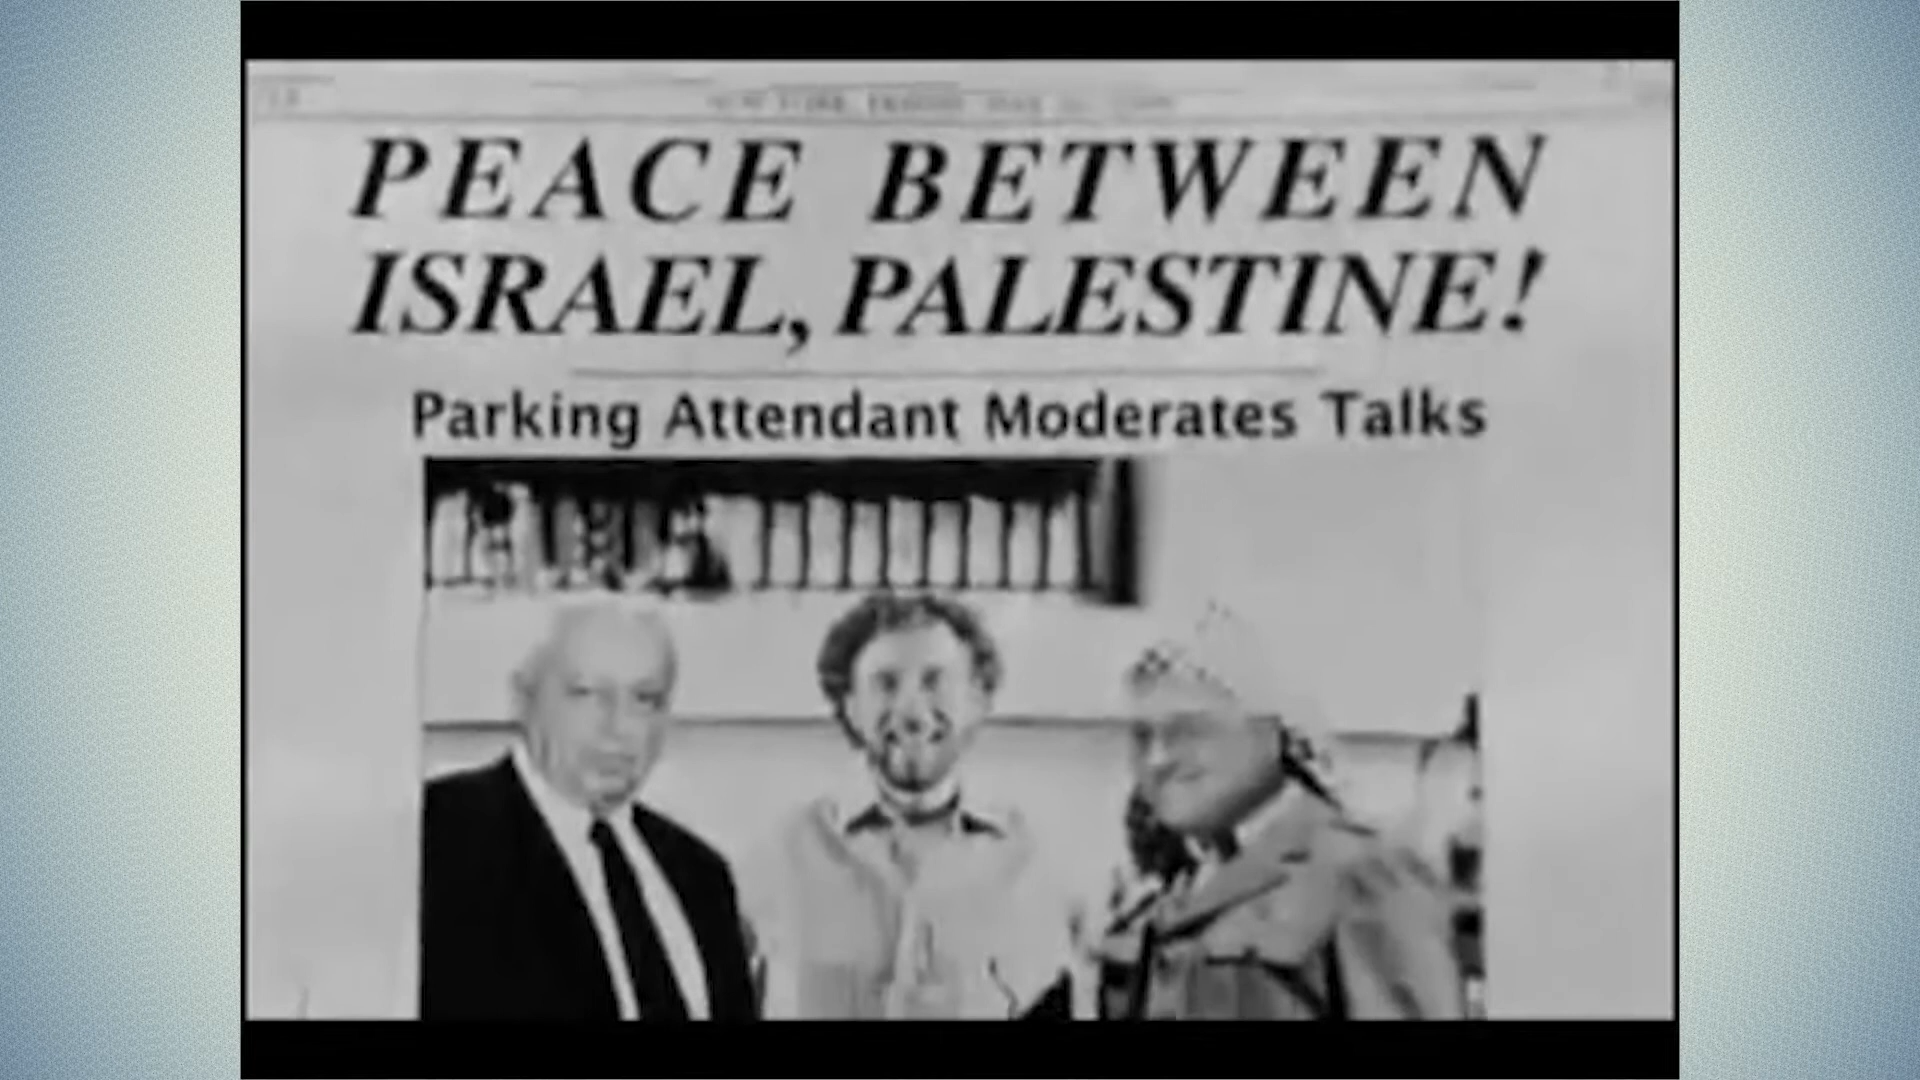 PEACE BETWEEN
ISRAEL, PALESTINE!
Parking Attendant Moderates Talks